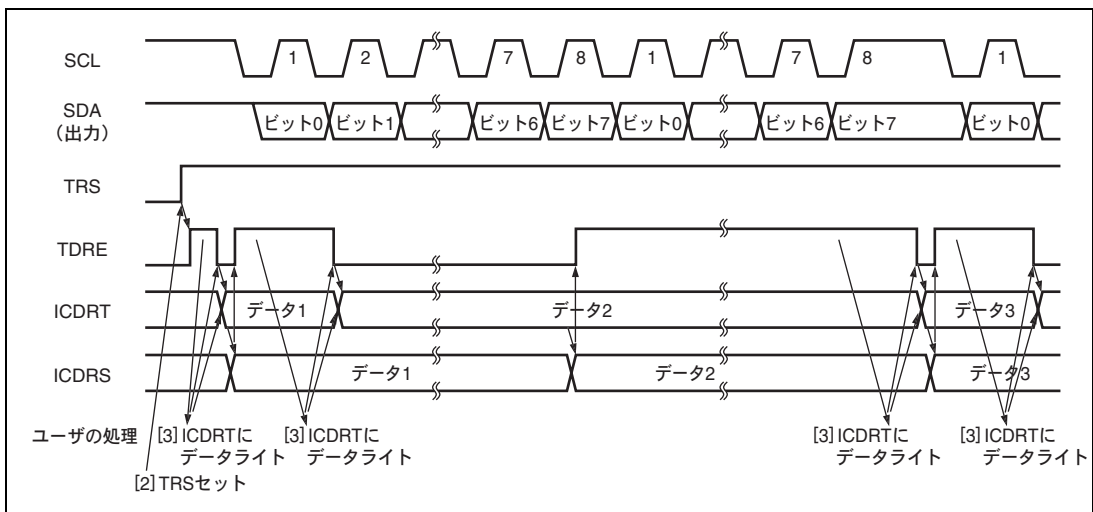 SCL 1 2 7 8 1 7 8 1
SDA
（出力） ビット0 ビット1 ビット6 ビット7 ビット0 ビット6 ビット7 ビット0
TRS
TDRE
ICDRT データ1 データ2 データ3
ICDRS データ1 データ2 データ3
ユーザの処理 [3] ICDRTに [3] ICDRTに [3] ICDRTに [3] ICDRTに
データライト データライト データライト データライト
[2] TRSセット